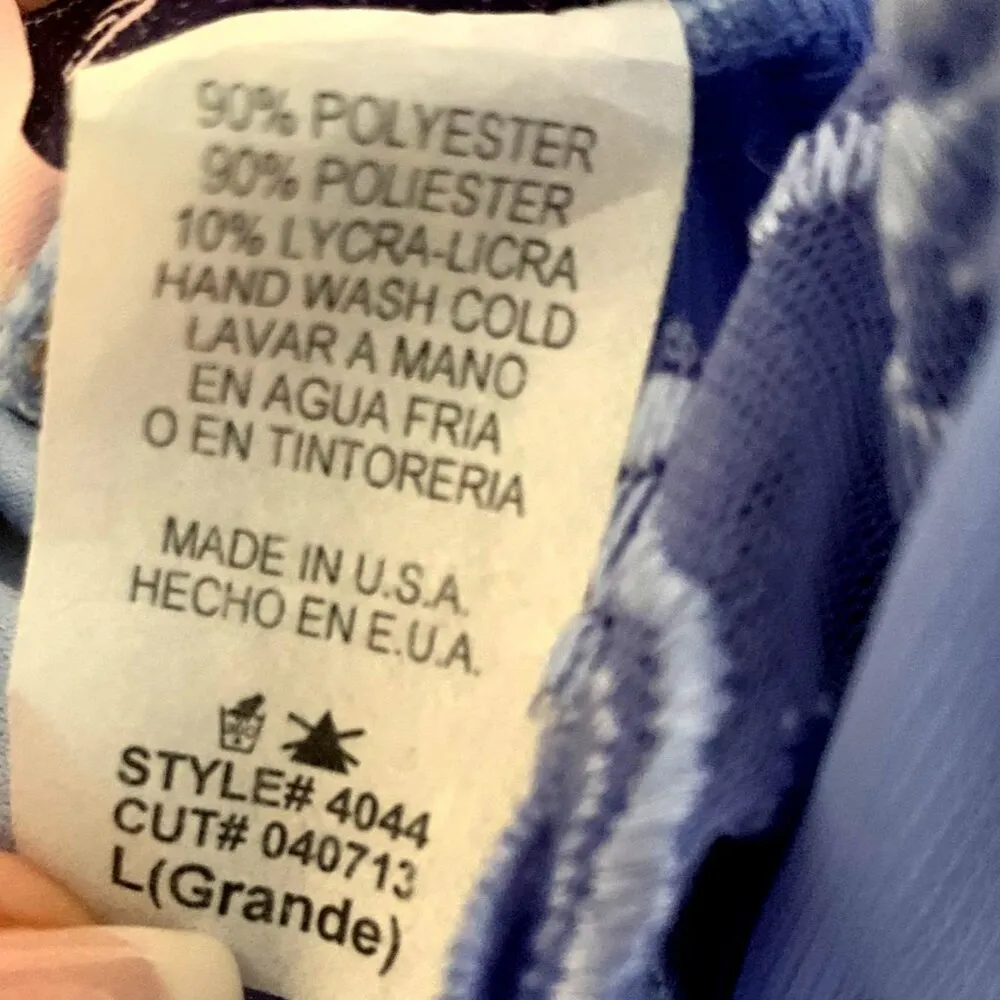 90% POLYESTER
90% POLIESTER
10% LYCRA-LICRA
HAND WASH COLD
LAVAR A MANO
EN AGUA FRIA
O EN TINTORERIA
MADE IN U.S.A.
HECHO EN E.U.A.
STYLE# 4044
CUT# 040713
L(Grande)